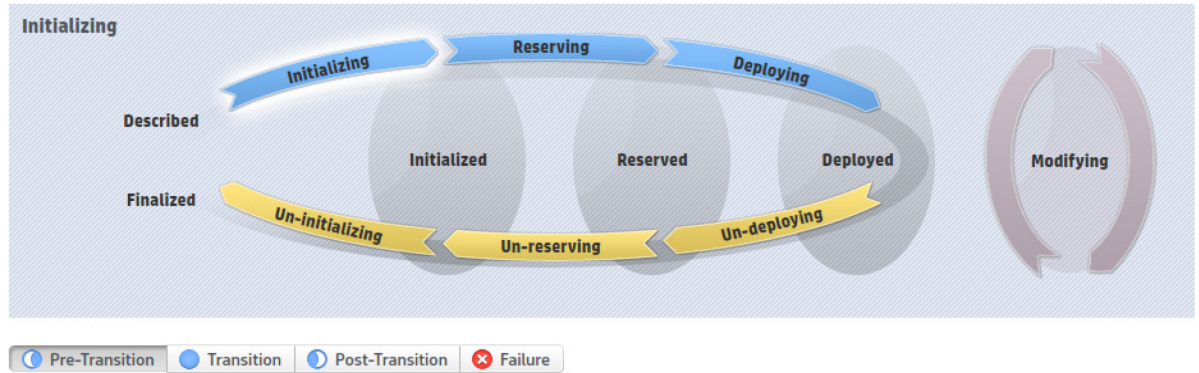 Initializing
Initializing
Reserving
Deploying
Described
Initialized
Reserved
Deployed
Modifying
Finalized
Un-initializing
Un-reserving
Un-deploying
Pre-Transition
Transition
Post-Transition
Failure